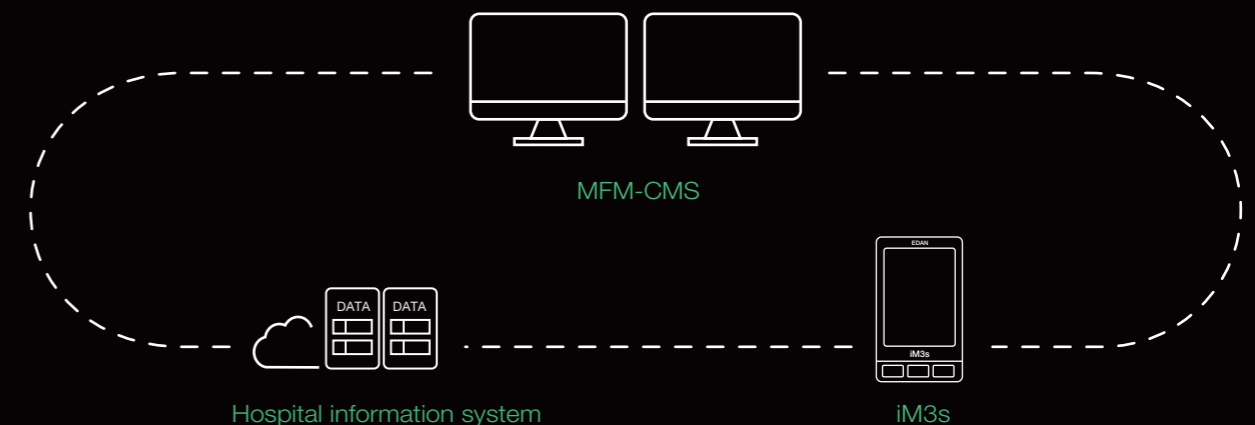 MFM-CMS
EDAN
DATA DATA
iM3s
Hospital information system
iM3s